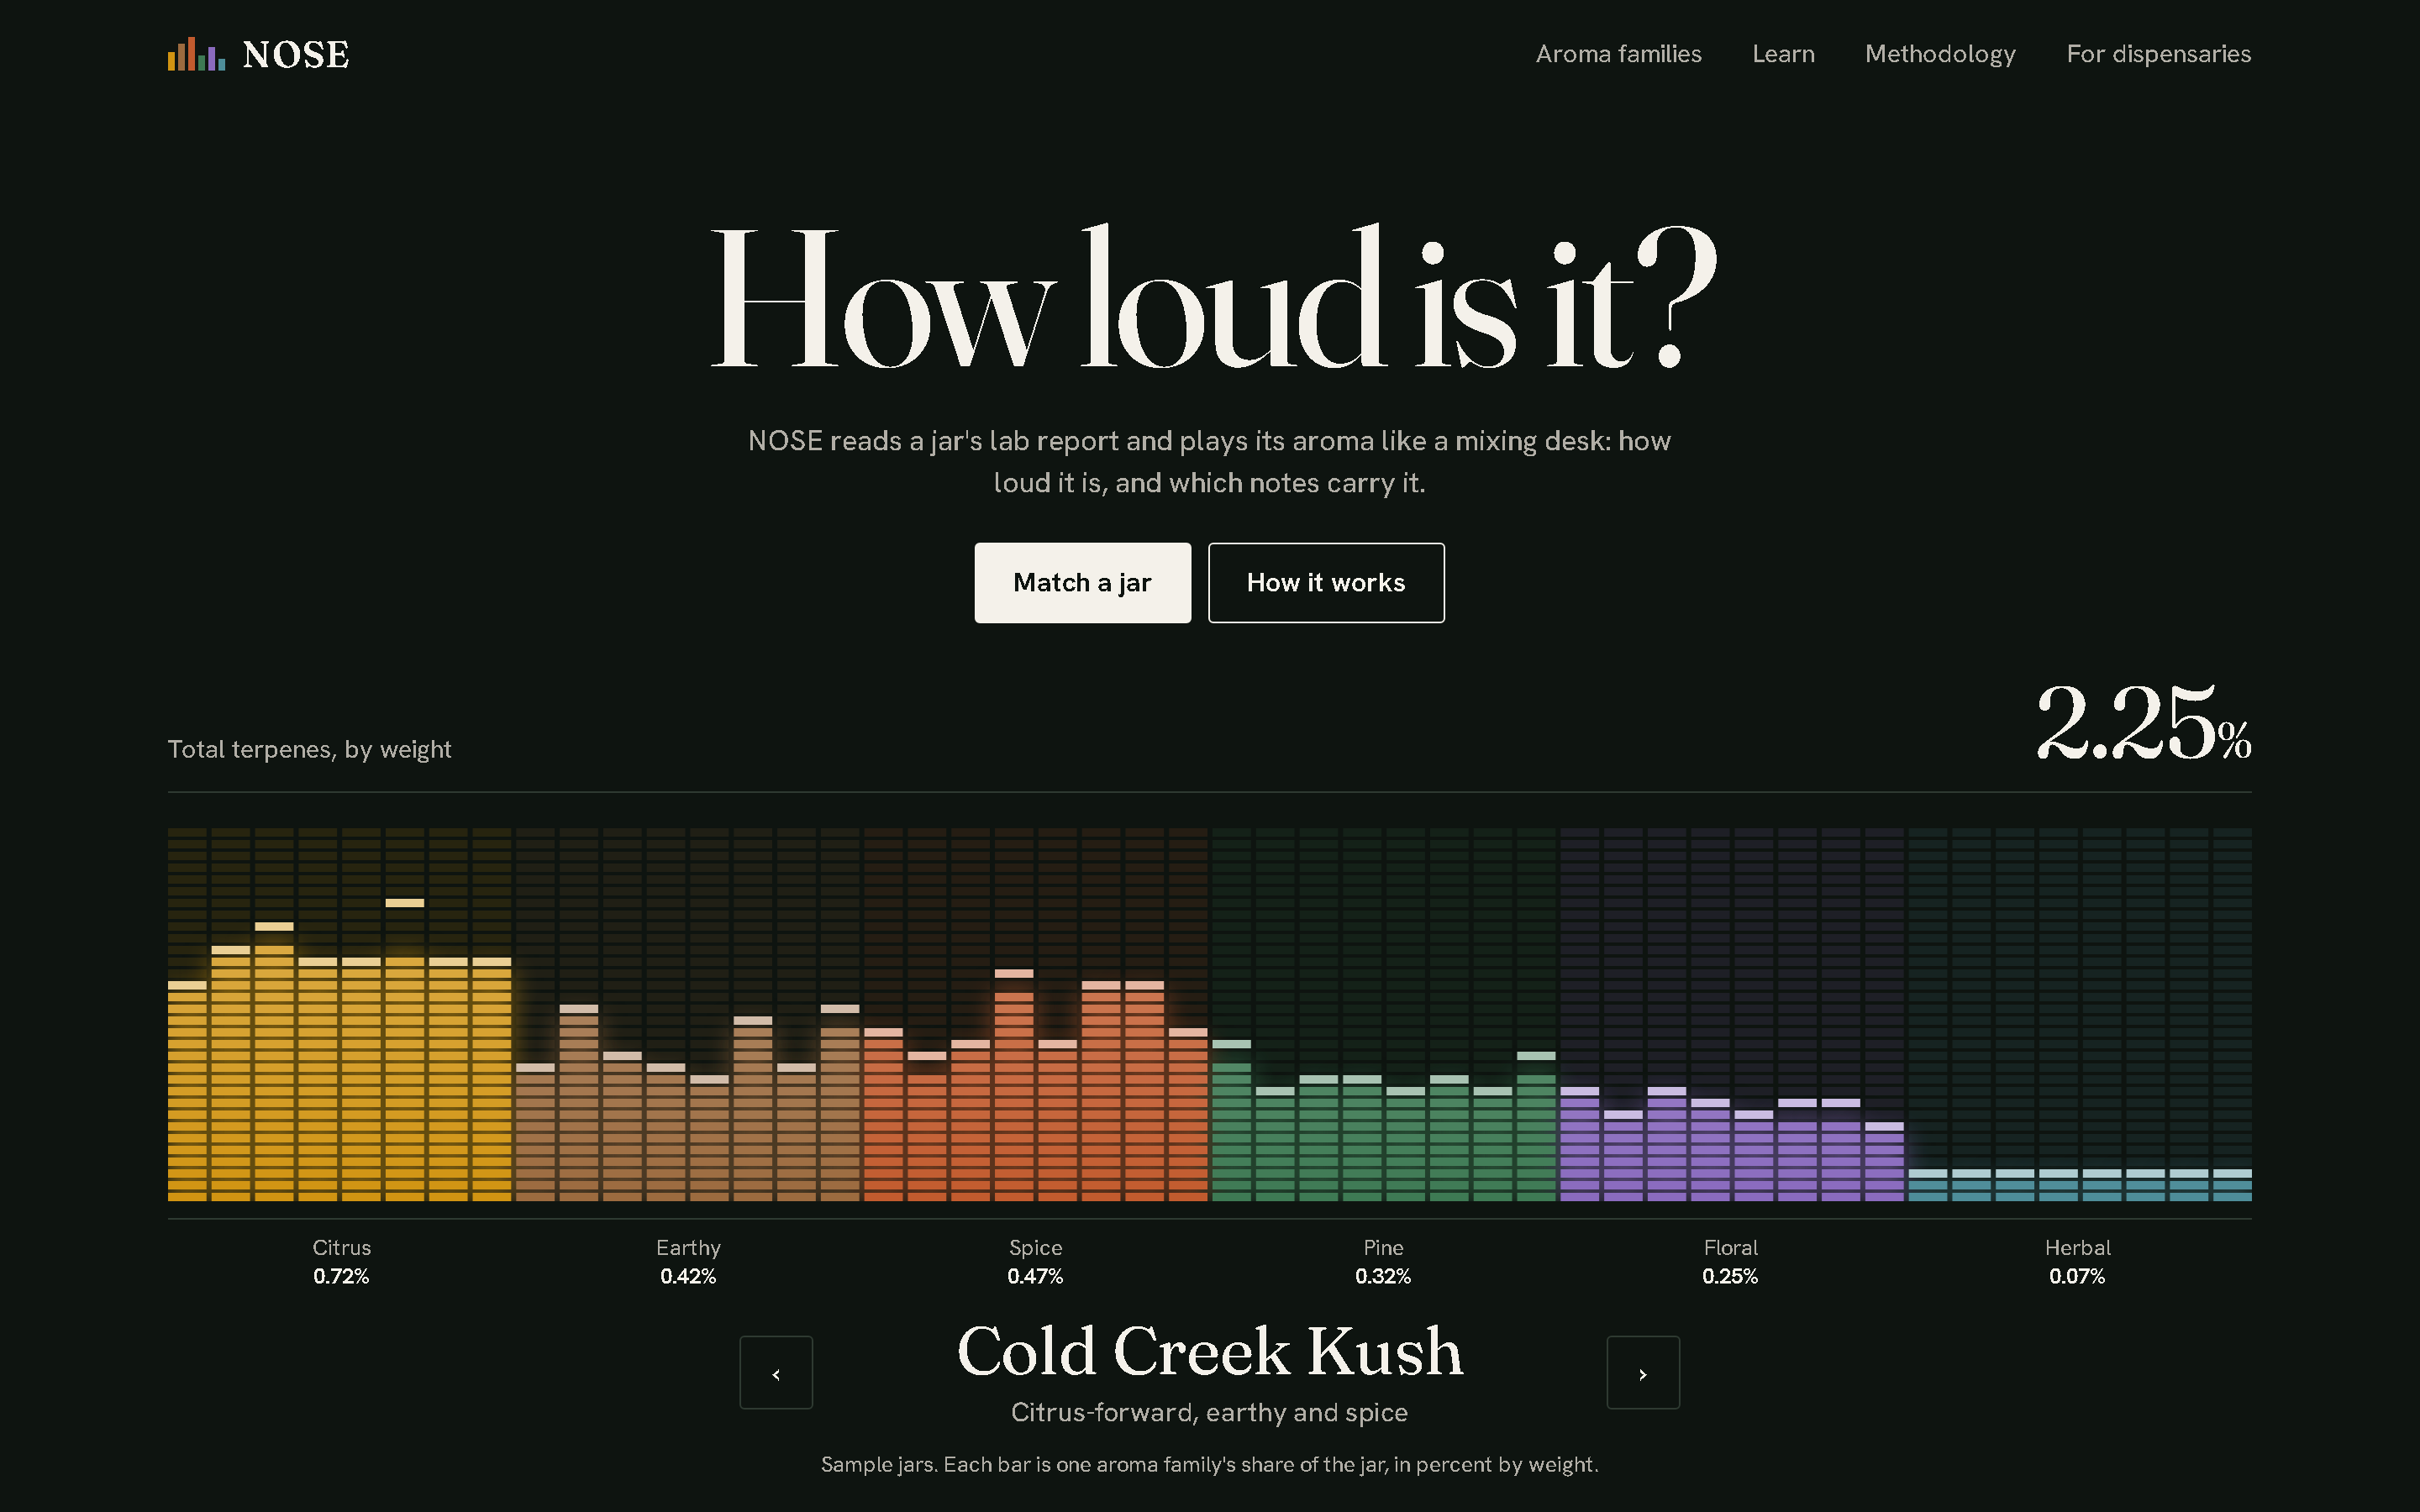 NOSE
Aroma families
Learn
Methodology
For dispensaries
How loud is it?
NOSE reads a jar's lab report and plays its aroma like a mixing desk: how
loud it is, and which notes carry it.
Match a jar
How it works
Total terpenes, by weight
2.25%
Citrus
0.72%
Earthy
0.42%
Spice
0.47%
Pine
0.32%
Floral
0.25%
Herbal
0.07%
‹
Cold Creek Kush
›
Citrus-forward, earthy and spice
Sample jars. Each bar is one aroma family's share of the jar, in percent by weight.